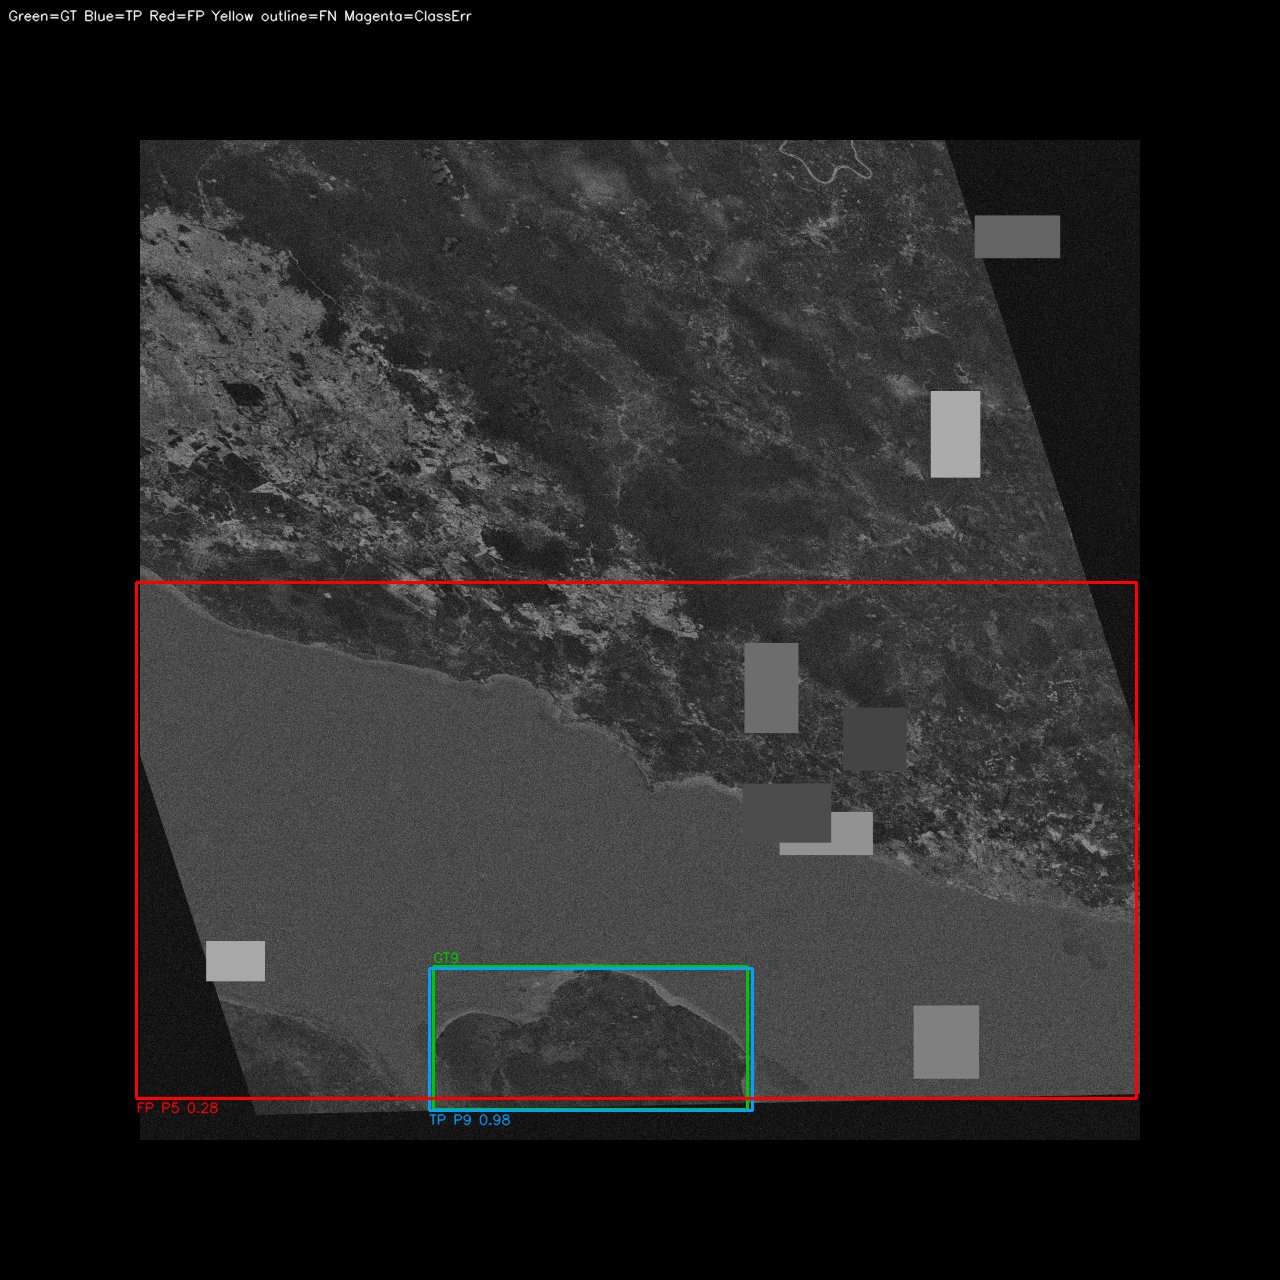 Green=GT Blue=TP Red=FP Yellow outline=FN Magenta=ClassErr
GT9
FP P5 0.28
TP P9 0.98